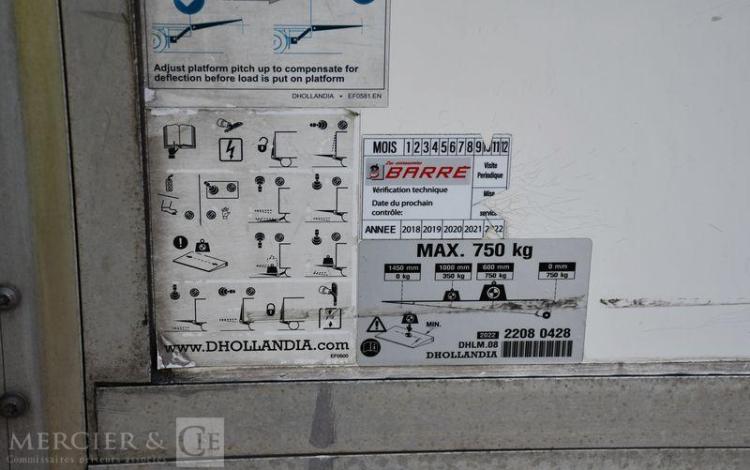 Adjust platform pitch up to compensate for
deflection before load is put on platform
DHOLLANDIA • EF0581.EN
MOIS 1 2 3 4 5 6 7 8 9 11 12
BARRÉ
Visite
Périodique
Vérification technique
Mise
Date du prochain
contrôle:
service
ANNEE 2018 2019 2020 2021 2022
MAX. 750 kg
1450 mm 1000 mm 600 mm 0 mm
0 kg 350 kg 750 kg 750 kg
MIN.
2022 2208 0428
DHLM.08
DHOLLANDIA
www.DHOLLANDIA.com
EF0600
MERCIER & CIE
Commissaires priseurs associés